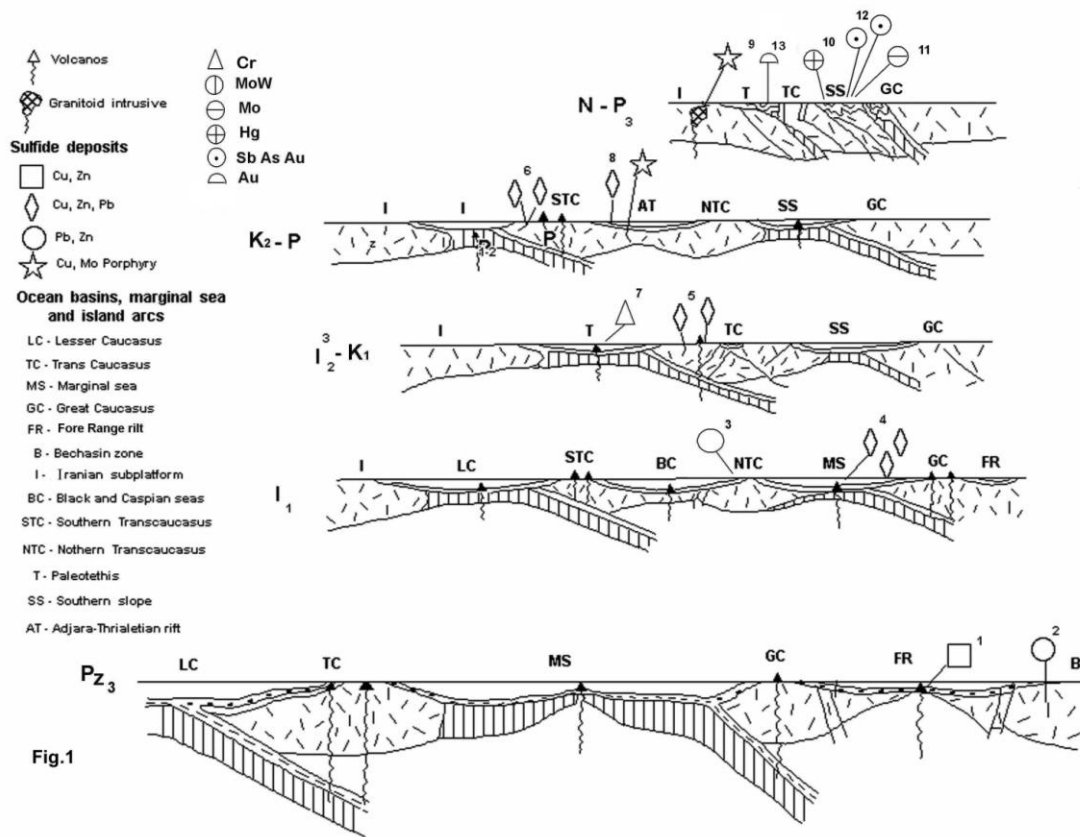 Volcanos
Granitoid intrusive
Sulfide deposits
Cu, Zn
Cu, Zn, Pb
Pb, Zn
Cu, Mo Porphyry
Ocean basins, marginal sea
and island arcs
LC - Lesser Caucasus
TC - Trans Caucasus
MS - Marginal sea
GC - Great Caucasus
FR - Fore Range rilt
B - Bechasin zone
I - Iranian subplatform
BC - Black and Caspian seas
STC - Southern Transcaucasus
NTC - Nothern Transcaucasus
T - Paleotethis
SS - Southern slope
AT - Adjara-Thrialetian rift
Cr
MoW
Mo
Hg
Sb As Au
Au
9 13 10 12 11
I T TC SS GC
N - P3
6 8
I I STC AT NTC SS GC
K2 - P
z P1-2 P
7 5
I T TC SS GC
I32 - K1
3 4
I LC STC BC NTC MS GC FR
I1
1 2
LC TC MS GC FR B
Pz3
Fig.1